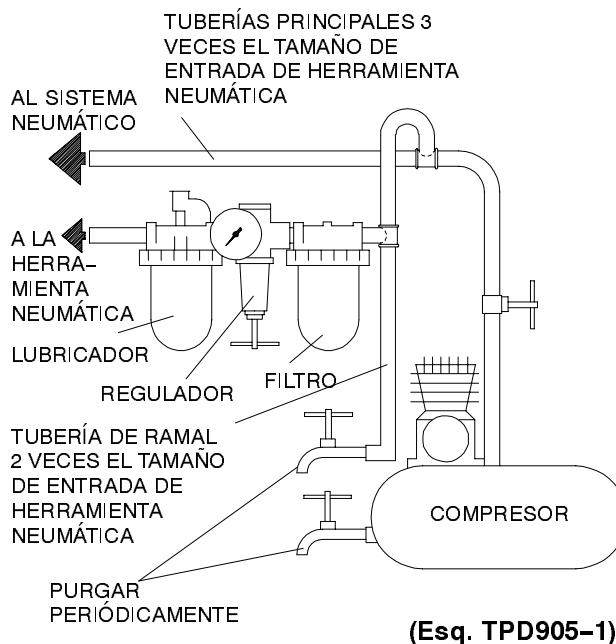 TUBERÍAS PRINCIPALES 3
VECES EL TAMAÑO DE
ENTRADA DE HERRAMIENTA
NEUMÁTICA
AL SISTEMA
NEUMÁTICO
A LA
HERRA–
MIENTA
NEUMÁTICA
LUBRICADOR
REGULADOR
FILTRO
TUBERÍA DE RAMAL
2 VECES EL TAMAÑO
DE ENTRADA DE
HERRAMIENTA
NEUMÁTICA
COMPRESOR
PURGAR
PERIÓDICAMENTE
(Esq. TPD905–1)